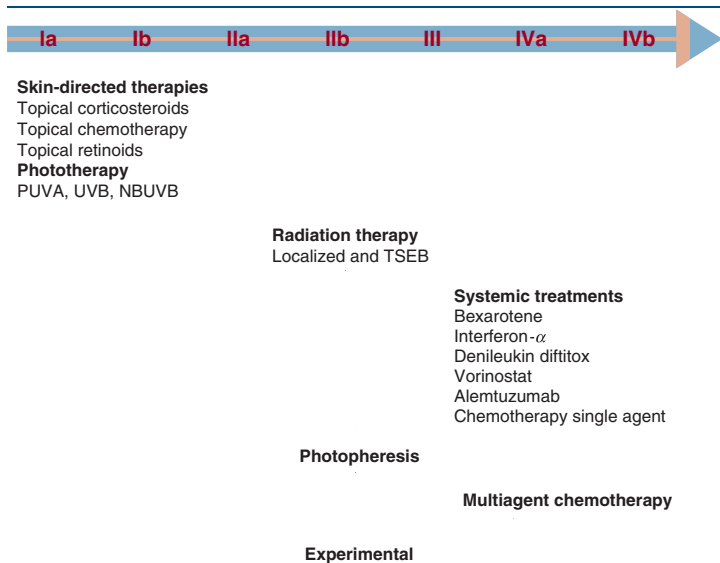 Ia Ib IIa IIb III IVa IVb
Skin-directed therapies
Topical corticosteroids
Topical chemotherapy
Topical retinoids
Phototherapy
PUVA, UVB, NBUVB
Radiation therapy
Localized and TSEB
Systemic treatments
Bexarotene
Interferon-α
Denileukin diftitox
Vorinostat
Alemtuzumab
Chemotherapy single agent
Photopheresis
Multiagent chemotherapy
Experimental